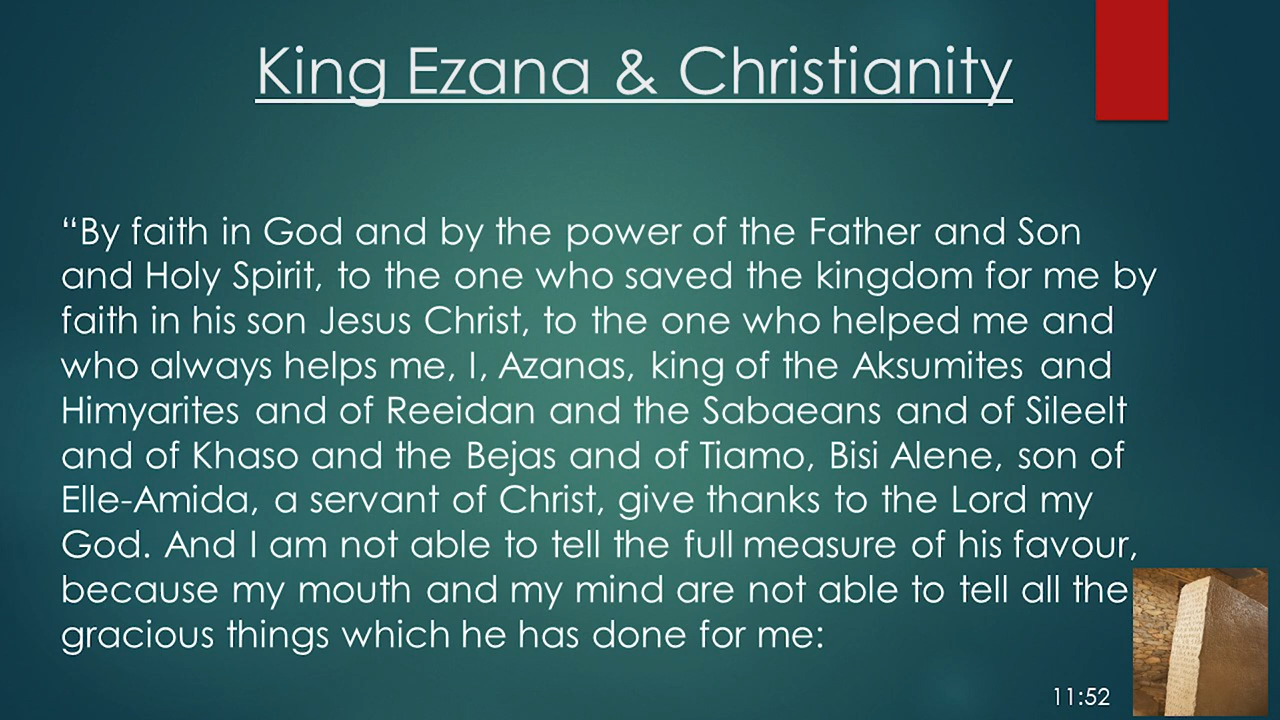 King Ezana & Christianity
“By faith in God and by the power of the Father and Son
and Holy Spirit, to the one who saved the kingdom for me by
faith in his son Jesus Christ, to the one who helped me and
who always helps me, I, Azanas, king of the Aksumites and
Himyarites and of Reeidan and the Sabaeans and of Sileelt
and of Khaso and the Bejas and of Tiamo, Bisi Alene, son of
Elle-Amida, a servant of Christ, give thanks to the Lord my
God. And I am not able to tell the full measure of his favour,
because my mouth and my mind are not able to tell all the
gracious things which he has done for me:
11:52